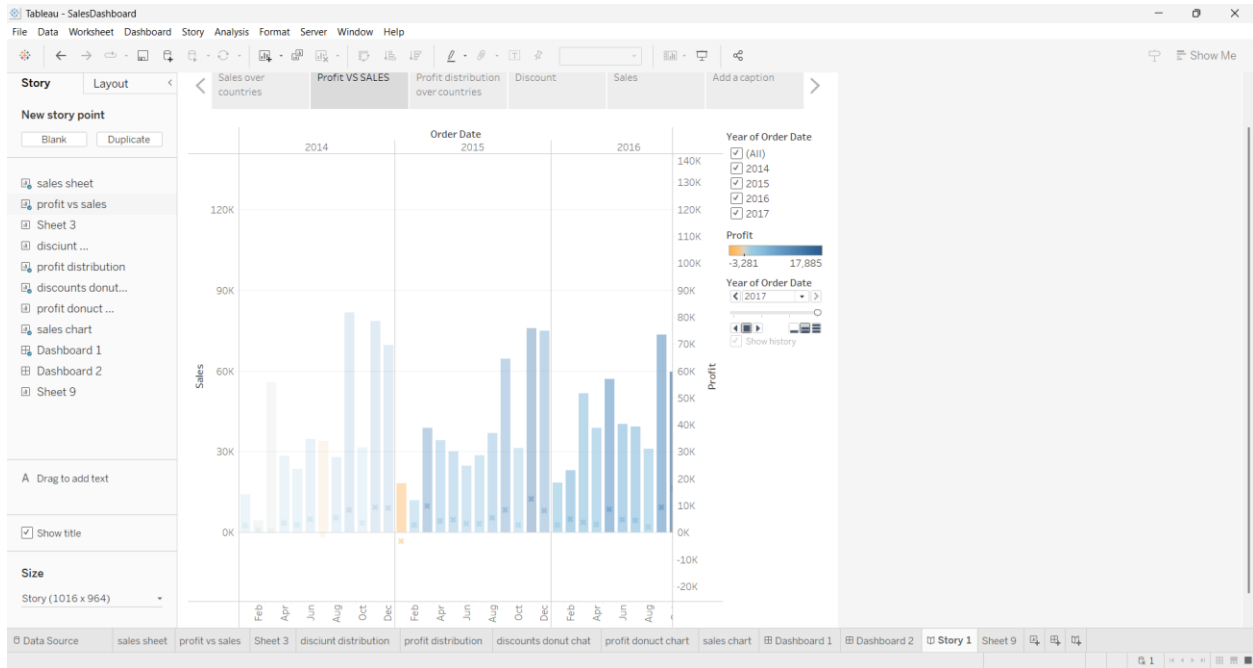 Tableau - SalesDashboard
File Data Worksheet Dashboard Story Analysis Format Server Window Help
Show Me
Story Layout
New story point
Blank Duplicate
sales sheet
profit vs sales
Sheet 3
disciunt ...
profit distribution
discounts donut...
profit donuct ...
sales chart
Dashboard 1
Dashboard 2
Sheet 9
A Drag to add text
Show title
Size
Story (1016 x 964)
Sales over
countries
Profit VS SALES
Profit distribution
over countries
Discount
Sales
Add a caption
Order Date
2014 2015 2016
Sales
120K
90K
60K
30K
0K
140K
130K
120K
110K
100K
90K
80K
70K
60K
50K
40K
30K
20K
10K
0K
-10K
-20K
Profit
Feb Apr Jun Aug Oct Dec Feb Apr Jun Aug Oct Dec Feb Apr Jun Aug
Year of Order Date
(All)
2014
2015
2016
2017
Profit
-3,281 17,885
Year of Order Date
2017
Show history
Data Source sales sheet profit vs sales Sheet 3 disciunt distribution profit distribution discounts donut chat profit donuct chart sales chart Dashboard 1 Dashboard 2 Story 1 Sheet 9
1